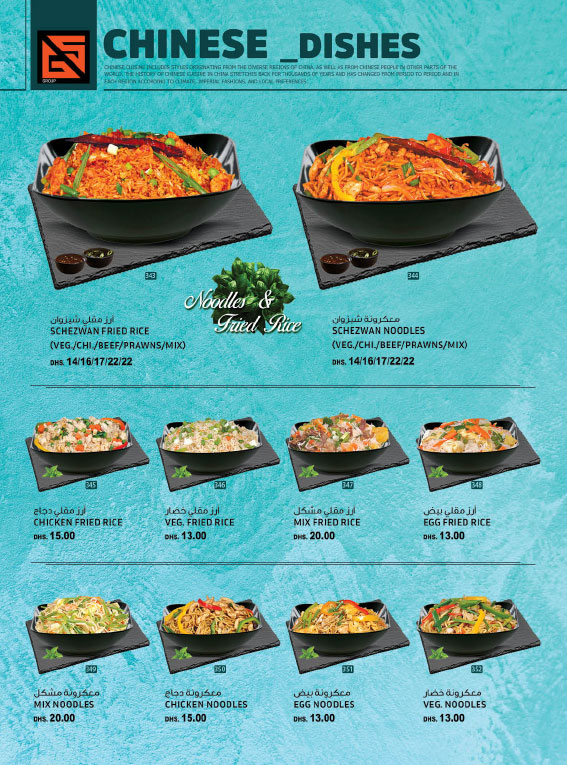 GROUP
CHINESE _DISHES
CHINESE CUISINE INCLUDES STYLES ORIGINATING FROM THE DIVERSE REGIONS OF CHINA, AS WELL AS FROM CHINESE PEOPLE IN OTHER PARTS OF THE
WORLD. THE HISTORY OF CHINESE CUISINE IN CHINA STRETCHES BACK FOR THOUSANDS OF YEARS AND HAS CHANGED FROM PERIOD TO PERIOD AND IN
EACH REGION ACCORDING TO CLIMATE, IMPERIAL FASHIONS, AND LOCAL PREFERENCES.
343
344
Noodles &
Fried Rice
أرز مقلي شيزوان
SCHEZWAN FRIED RICE
(VEG./CHI./BEEF/PRAWNS/MIX)
DHS. 14/16/17/22/22
معكرونة شيزوان
SCHEZWAN NOODLES
(VEG./CHI./BEEF/PRAWNS/MIX)
DHS. 14/16/17/22/22
345
346
347
348
أرز مقلي دجاج
CHICKEN FRIED RICE
DHS. 15.00
أرز مقلي خضار
VEG. FRIED RICE
DHS. 13.00
أرز مقلي مشكل
MIX FRIED RICE
DHS. 20.00
أرز مقلي بيض
EGG FRIED RICE
DHS. 13.00
349
350
351
352
معكرونة مشكل
MIX NOODLES
DHS. 20.00
معكرونة دجاج
CHICKEN NOODLES
DHS. 15.00
معكرونة بيض
EGG NOODLES
DHS. 13.00
معكرونة خضار
VEG. NOODLES
DHS. 13.00